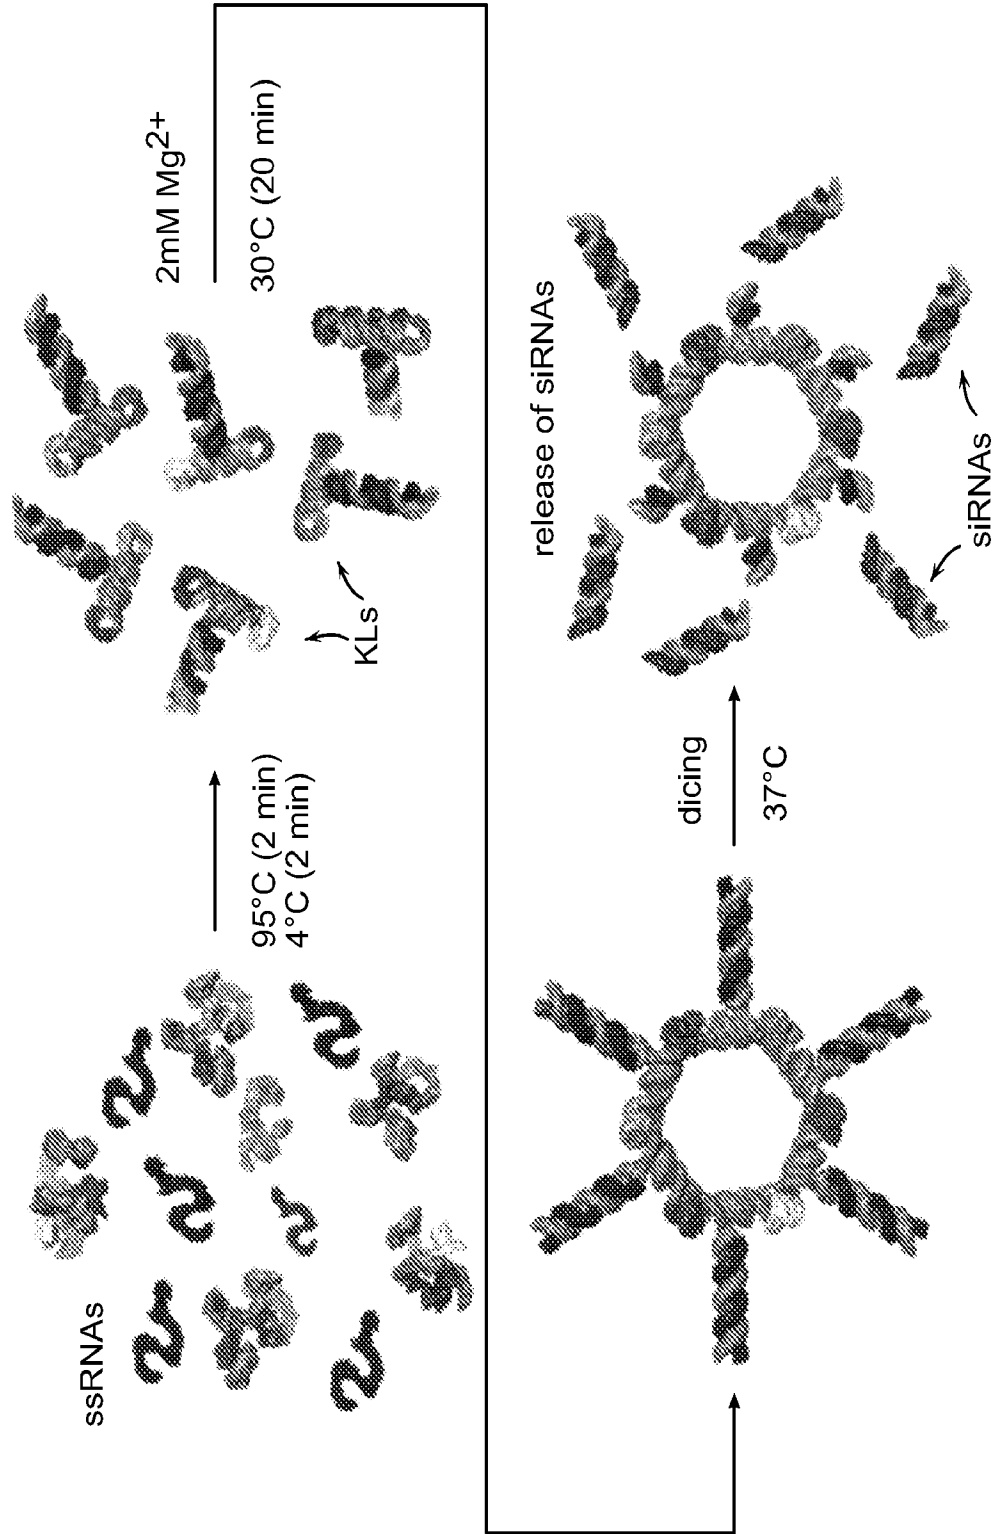 ssRNAs
95°C (2 min)
4°C (2 min)
KLs
2mM Mg2+
30°C (20 min)
dicing
37°C
release of siRNAs
siRNAs